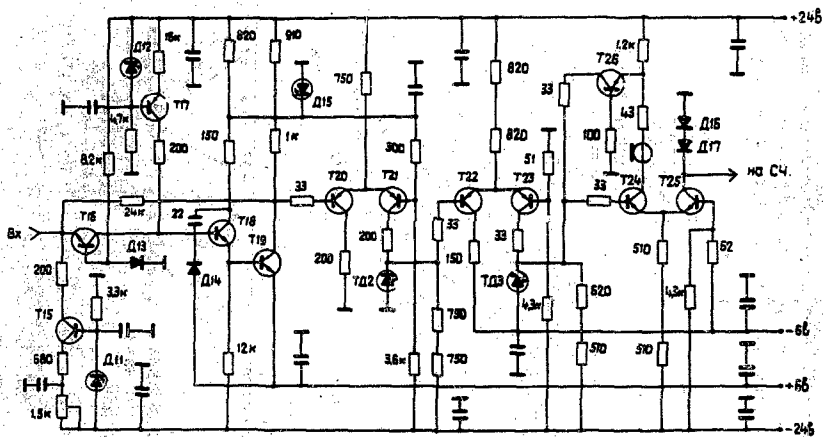 +24в
Д12
16к
820
910
820
1,2к
Т26
Т17
750
Д15
33
43
Д16
4,7к
820
100
Д17
8,2к
200
150
1к
300
51
на СЧ.
24к
33
Т20
Т21
Т22
Т23
33
Т24
Т25
Вх
Т16
22
Т18
Т19
200
33
33
Д13
200
150
510
62
200
Д14
ТД2
ТД3
3,3к
4,3к
620
4,3к
Т15
750
-6в
680
12к
3,6к
750
510
510
Д11
+6в
1,5к
-24в